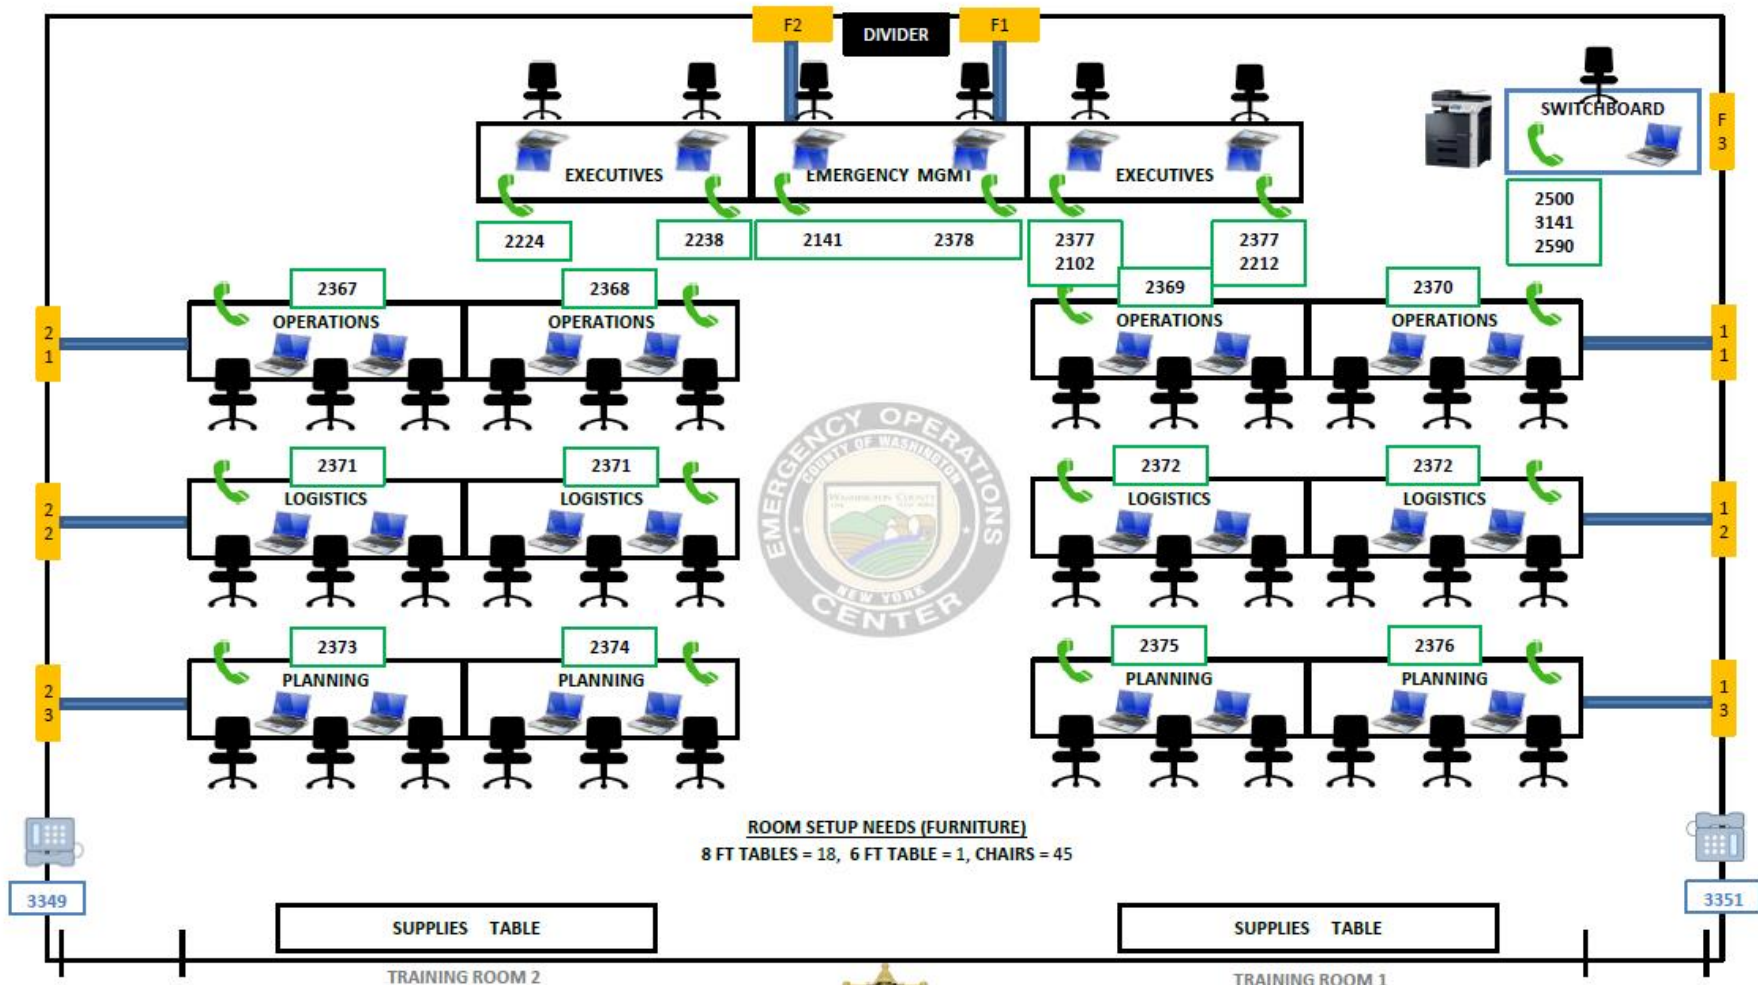 F2
DIVIDER
F1
F
3
SWITCHBOARD
EXECUTIVES
EMERGENCY MGMT
EXECUTIVES
2500
3141
2590
2224
2238
2141 2378
2377
2102
2377
2212
2367
2368
2369
2370
2
1
OPERATIONS
OPERATIONS
OPERATIONS
OPERATIONS
1
1
2371
2371
2372
2372
2
2
LOGISTICS
LOGISTICS
LOGISTICS
LOGISTICS
1
2
EMERGENCY OPERATIONS CENTER
COUNTY OF WASHINGTON
WASHINGTON COUNTY
NEW YORK
2373
2374
2375
2376
2
3
PLANNING
PLANNING
PLANNING
PLANNING
1
3
ROOM SETUP NEEDS (FURNITURE)
8 FT TABLES = 18, 6 FT TABLE = 1, CHAIRS = 45
3349
3351
SUPPLIES TABLE
SUPPLIES TABLE
TRAINING ROOM 2
TRAINING ROOM 1